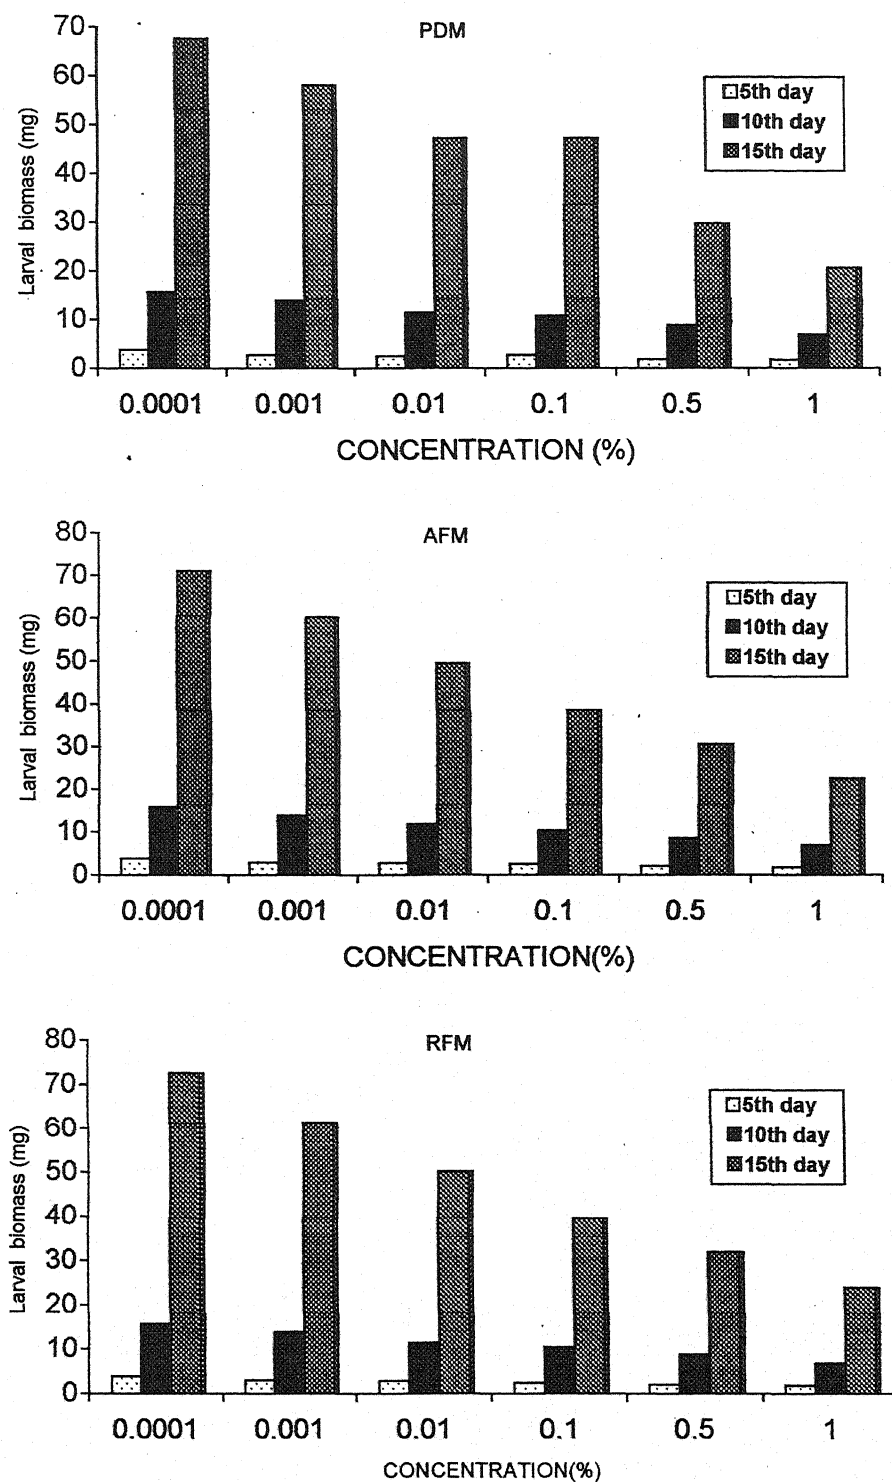 PDM
70
60
50
40
30
20
10
0
Larval biomass (mg)
5th day
10th day
15th day
0.0001 0.001 0.01 0.1 0.5 1
CONCENTRATION (%)
AFM
80
70
60
50
40
30
20
10
0
Larval biomass (mg)
5th day
10th day
15th day
0.0001 0.001 0.01 0.1 0.5 1
CONCENTRATION(%)
RFM
80
70
60
50
40
30
20
10
0
Larval biomass (mg)
5th day
10th day
15th day
0.0001 0.001 0.01 0.1 0.5 1
CONCENTRATION(%)